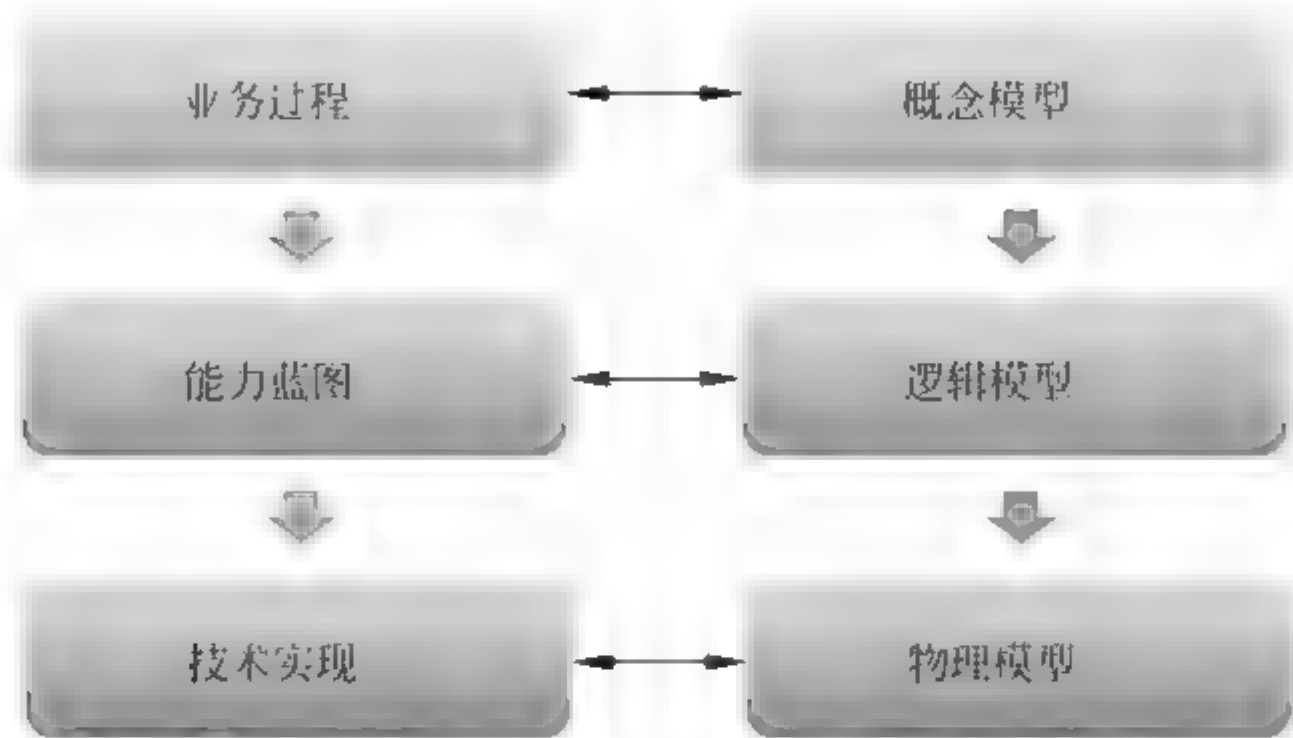 业务过程
概念模型
能力蓝图
逻辑模型
技术实现
物理模型